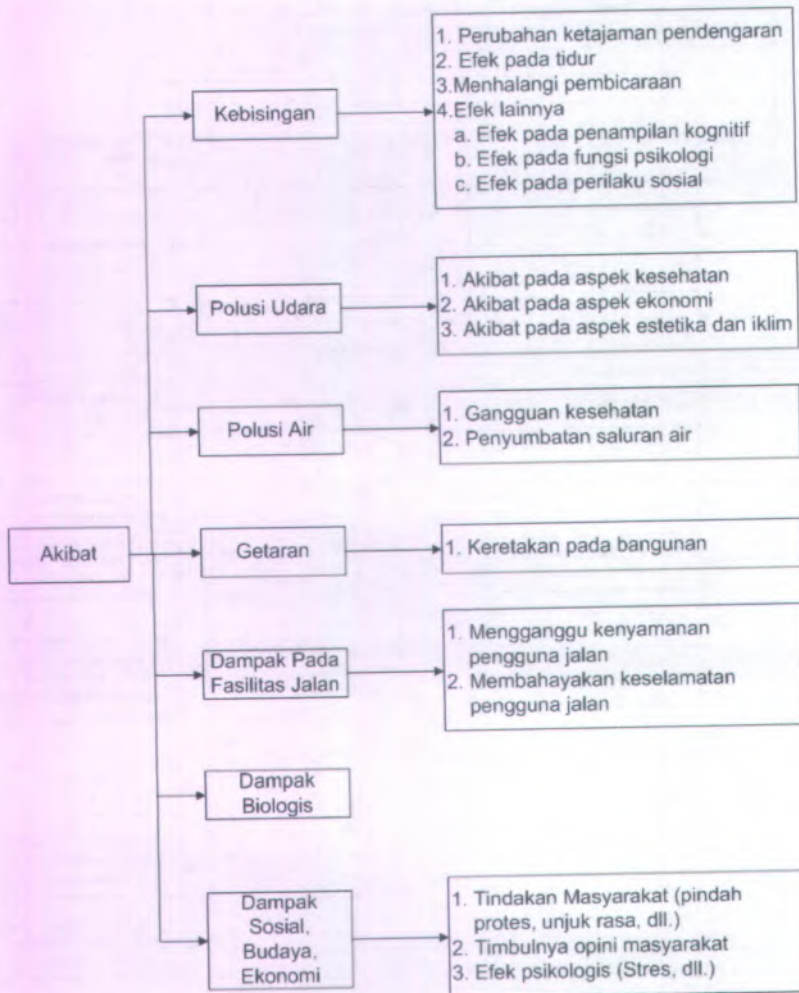 1. Perubahan ketajaman pendengaran
2. Efek pada tidur
3.Menhalangi pembicaraan
4.Efek lainnya
a. Efek pada penampilan kognitif
b. Efek pada fungsi psikologi
c. Efek pada perilaku sosial
Kebisingan
1. Akibat pada aspek kesehatan
2. Akibat pada aspek ekonomi
3. Akibat pada aspek estetika dan iklim
Polusi Udara
1. Gangguan kesehatan
2. Penyumbatan saluran air
Polusi Air
Akibat
Getaran
1. Keretakan pada bangunan
Dampak Pada
Fasilitas Jalan
1. Mengganggu kenyamanan
pengguna jalan
2. Membahayakan keselamatan
pengguna jalan
Dampak
Biologis
Dampak
Sosial,
Budaya,
Ekonomi
1. Tindakan Masyarakat (pindah
protes, unjuk rasa, dll.)
2. Timbulnya opini masyarakat
3. Efek psikologis (Stres, dll.)